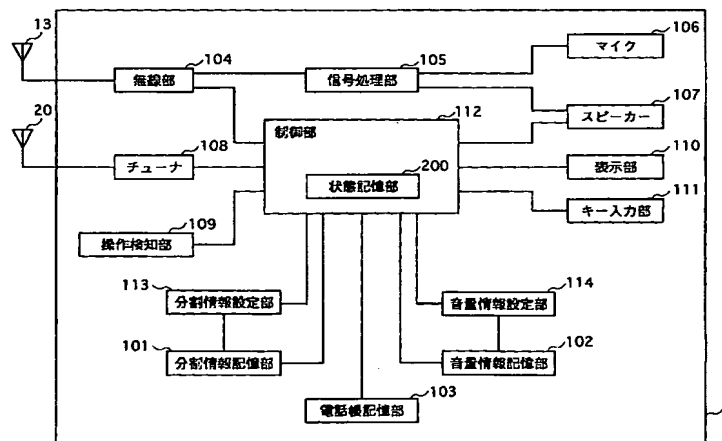 13
104
無線部
105
信号処理部
106
マイク
107
スピーカー
20
108
チューナ
112
制御部
200
状態記憶部
110
表示部
111
キー入力部
109
操作検知部
113
分割情報設定部
114
音量情報設定部
101
分割情報記憶部
102
音量情報記憶部
103
電話帳記憶部